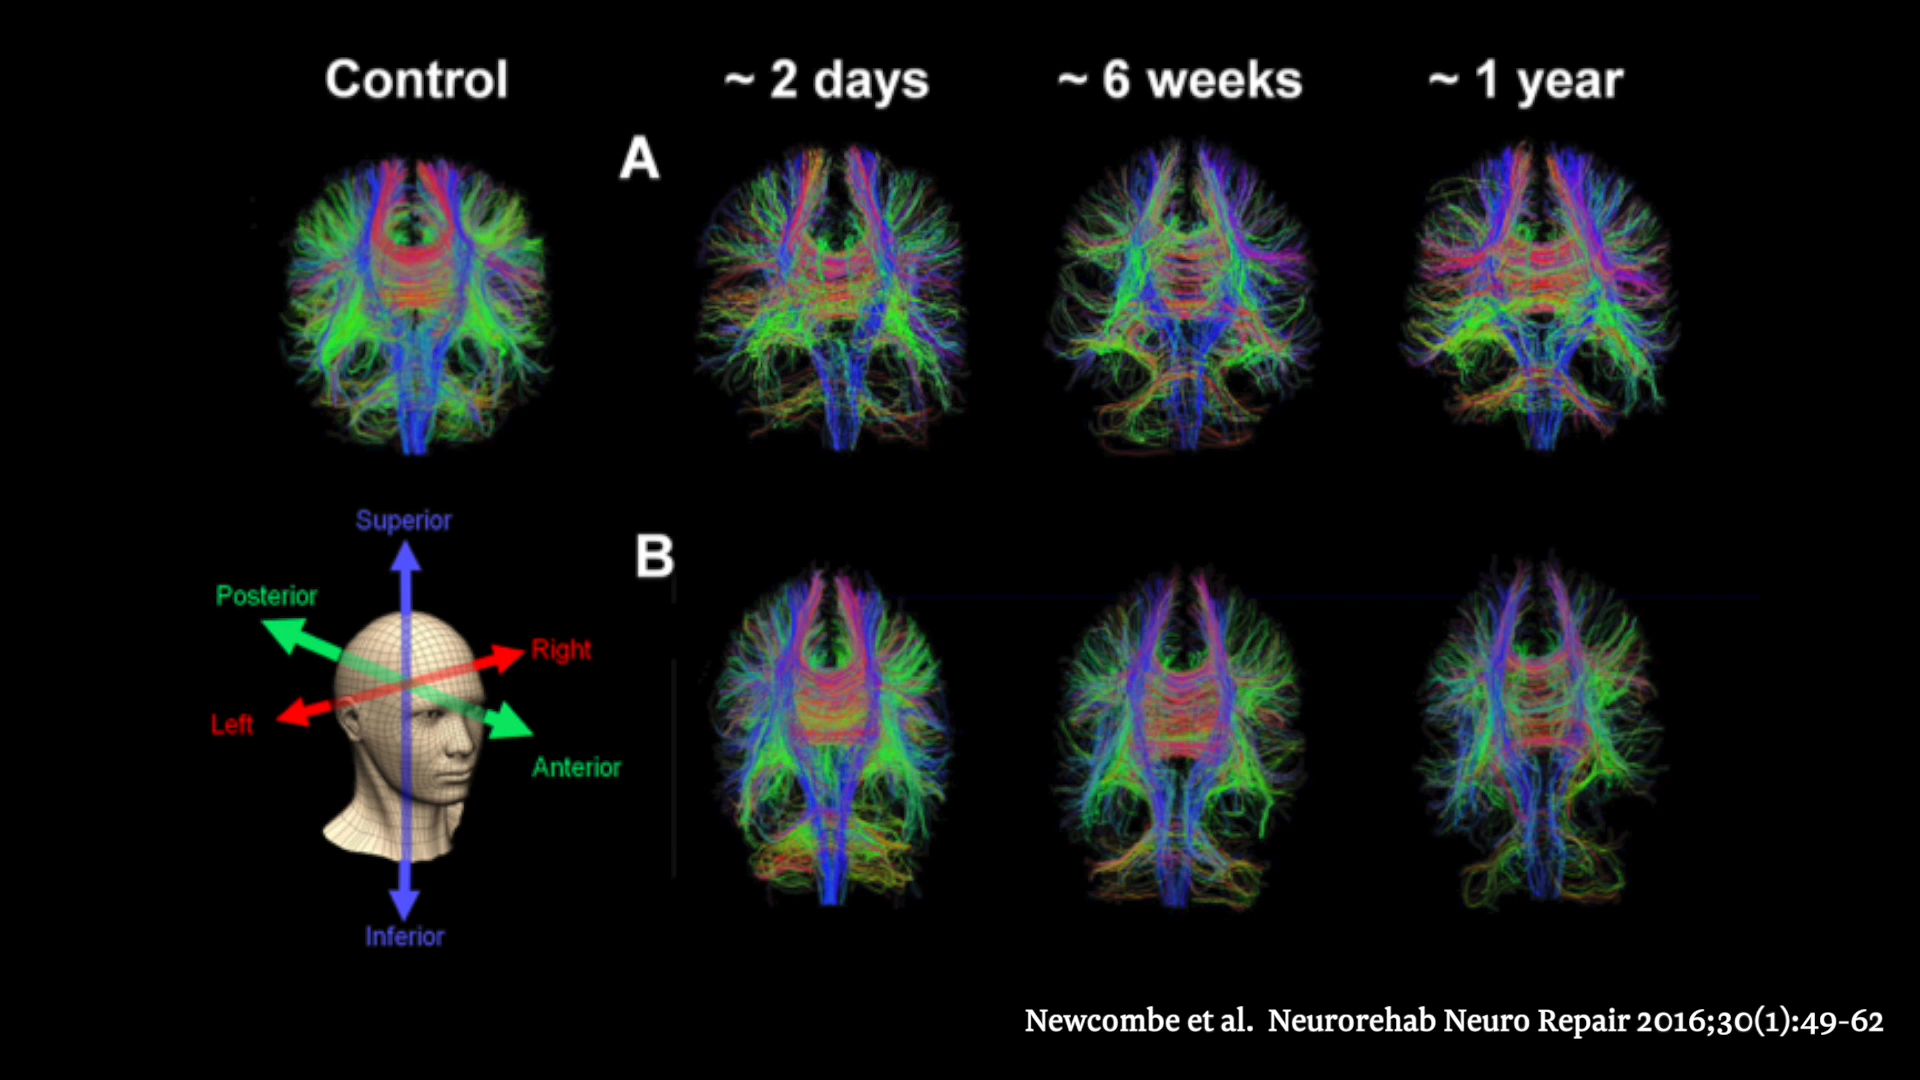 Control
~ 2 days
~ 6 weeks
~ 1 year
A
Superior
Posterior
Right
Left
Anterior
Inferior
B
Newcombe et al.  Neurorehab Neuro Repair 2016;30(1):49-62